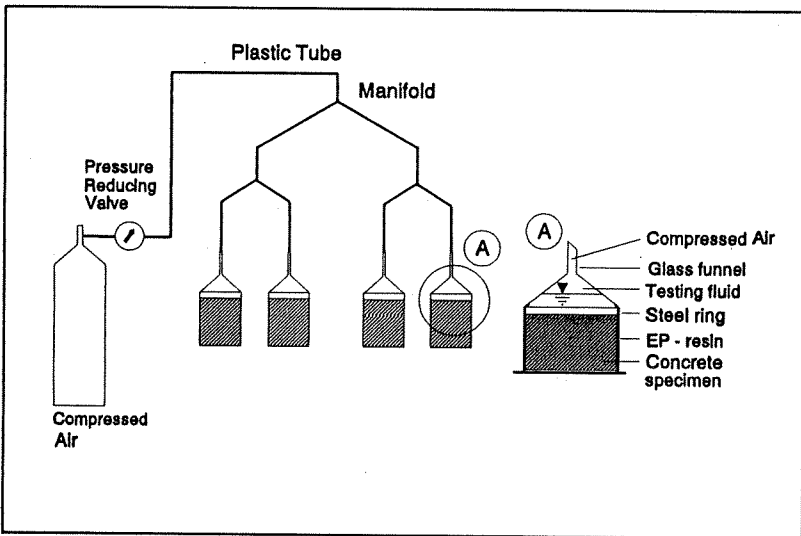 Plastic Tube
Manifold
Pressure
Reducing
Valve
A
A
Compressed Air
Glass funnel
Testing fluid
Steel ring
EP - resin
Concrete
specimen
Compressed
Air